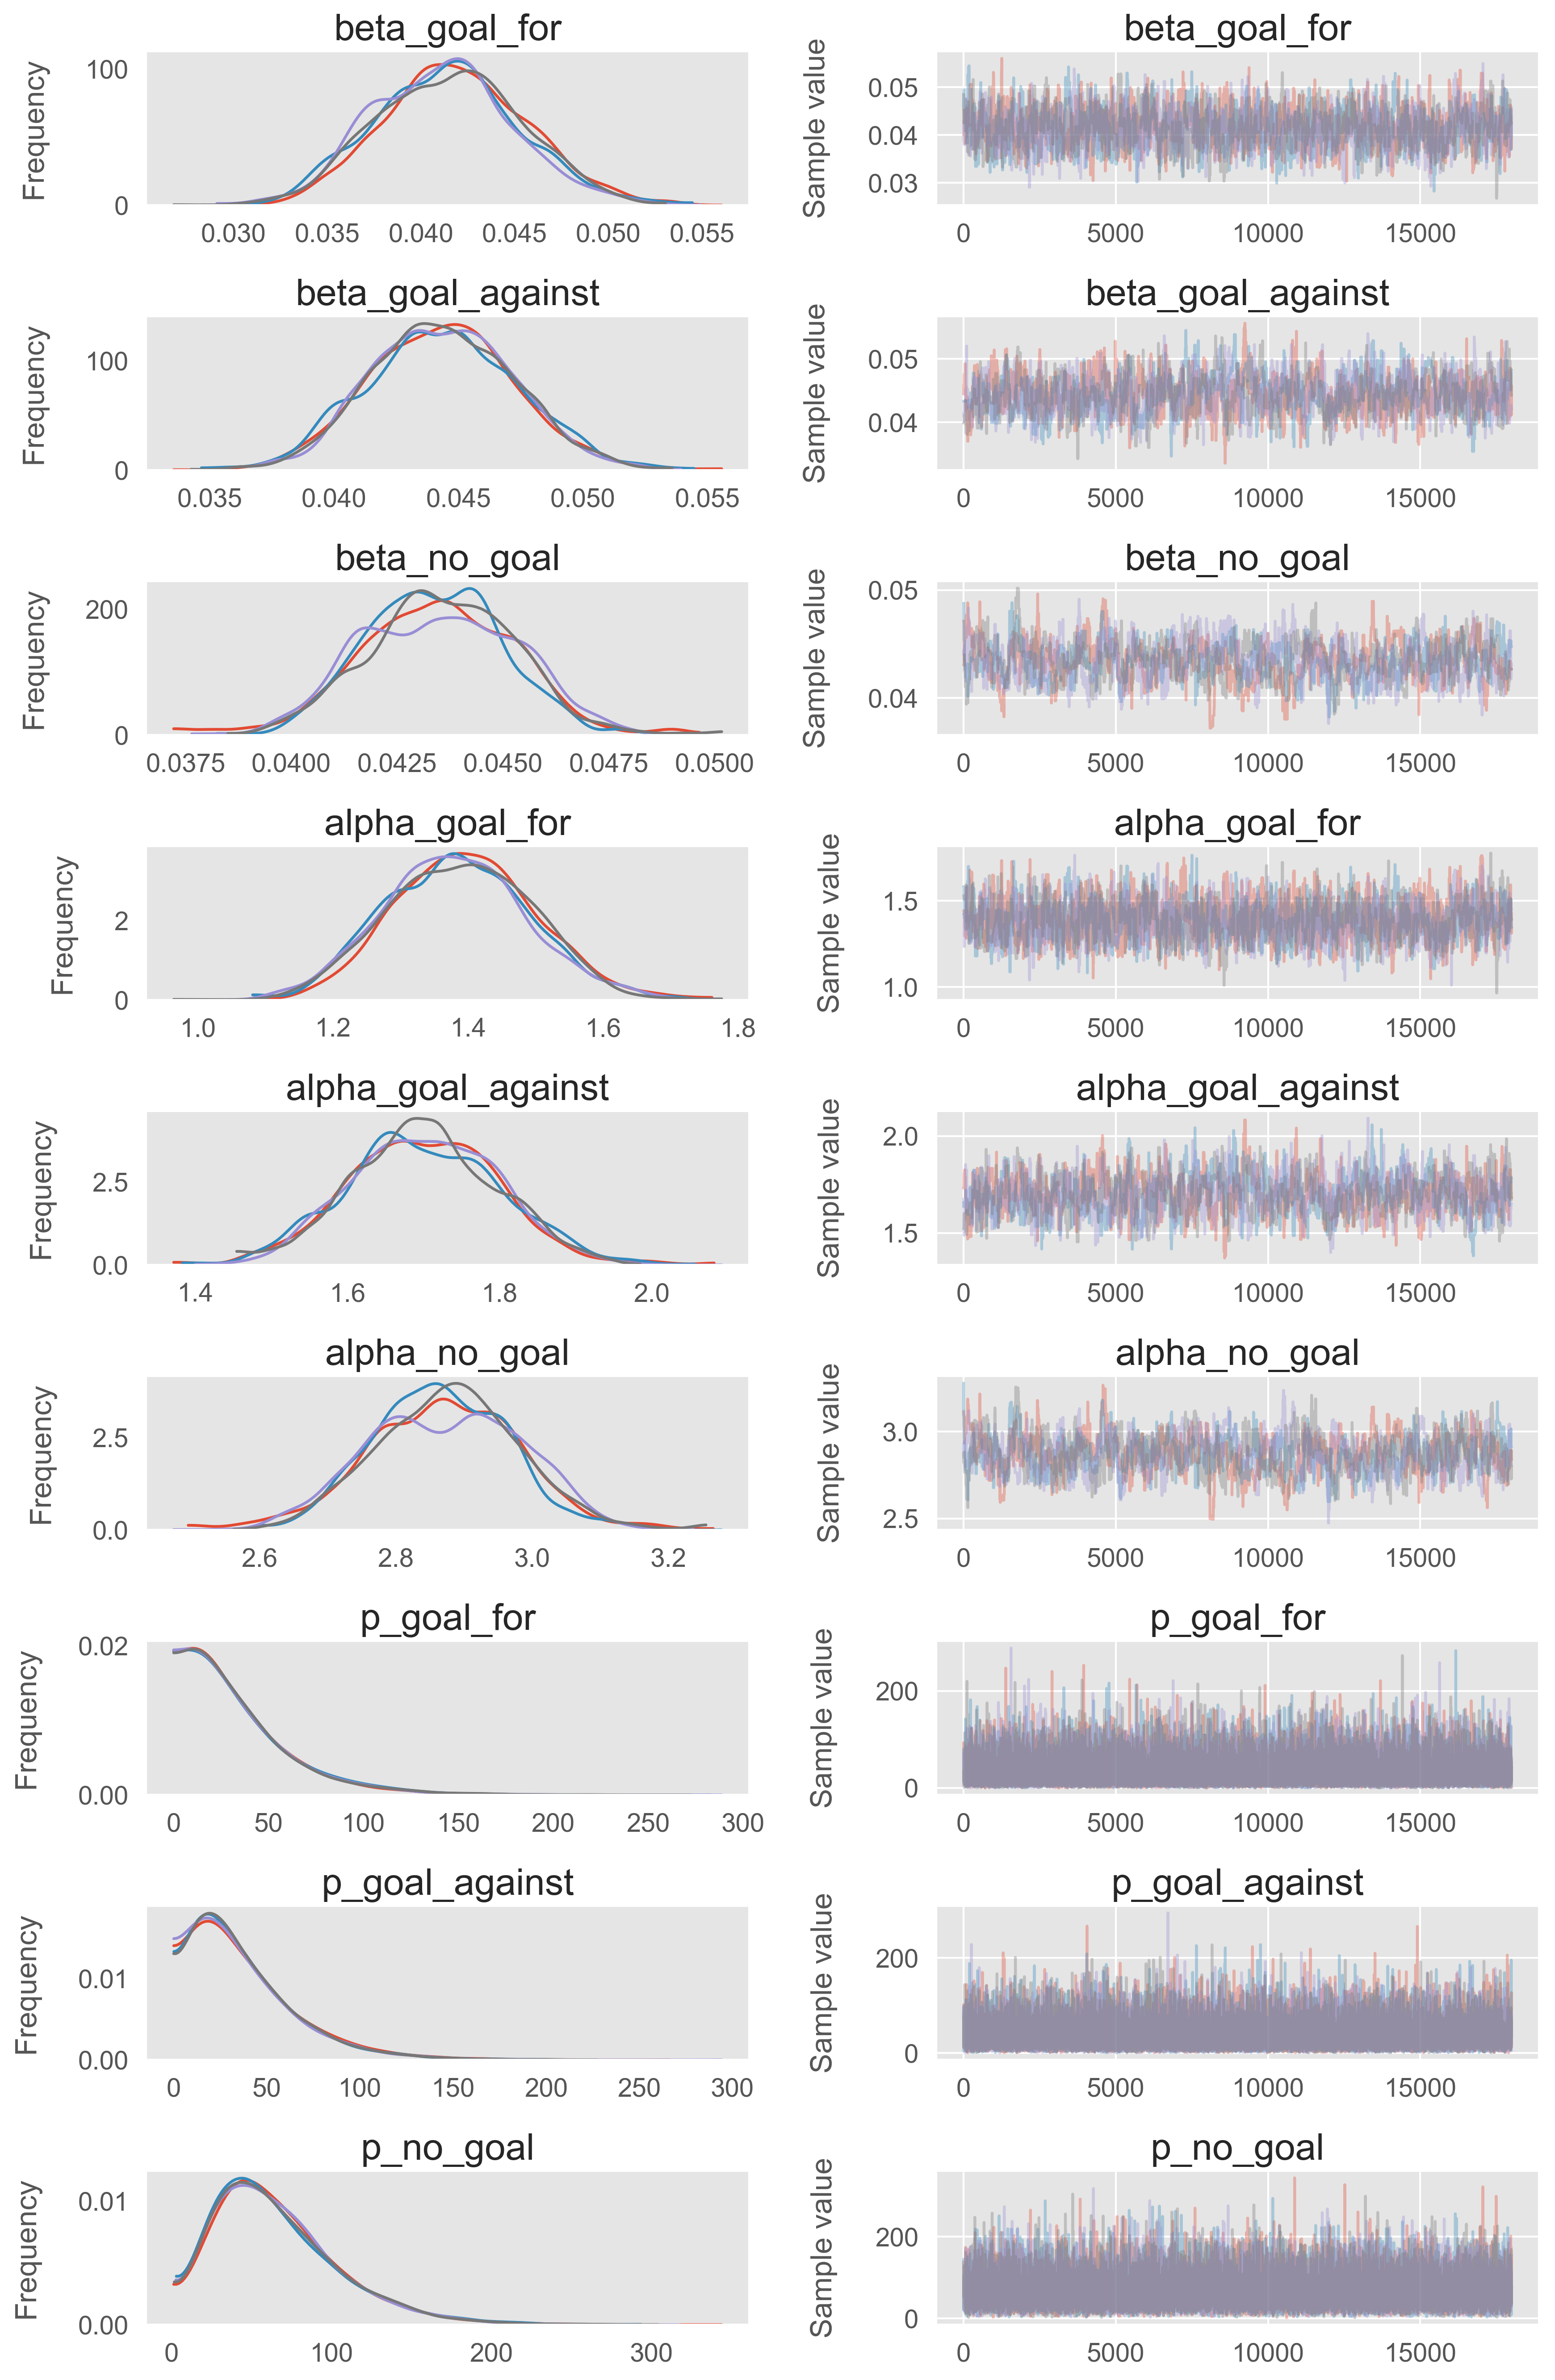 beta_goal_for beta_goal_for
Frequency
100
0
0.030 0.035 0.040 0.045 0.050 0.055
Sample value
0.05
0.04
0.03
0 5000 10000 15000
beta_goal_against beta_goal_against
Frequency
100
0
0.035 0.040 0.045 0.050 0.055
Sample value
0.05
0.04
0 5000 10000 15000
beta_no_goal beta_no_goal
Frequency
200
0
0.0375 0.0400 0.0425 0.0450 0.0475 0.0500
Sample value
0.05
0.04
0 5000 10000 15000
alpha_goal_for alpha_goal_for
Frequency
2
0
1.0 1.2 1.4 1.6 1.8
Sample value
1.5
1.0
0 5000 10000 15000
alpha_goal_against alpha_goal_against
Frequency
2.5
0.0
1.4 1.6 1.8 2.0
Sample value
2.0
1.5
0 5000 10000 15000
alpha_no_goal alpha_no_goal
Frequency
2.5
0.0
2.6 2.8 3.0 3.2
Sample value
3.0
2.5
0 5000 10000 15000
p_goal_for p_goal_for
Frequency
0.02
0.00
0 50 100 150 200 250 300
Sample value
200
0
0 5000 10000 15000
p_goal_against p_goal_against
Frequency
0.01
0.00
0 50 100 150 200 250 300
Sample value
200
0
0 5000 10000 15000
p_no_goal p_no_goal
Frequency
0.01
0.00
0 100 200 300
Sample value
200
0
0 5000 10000 15000